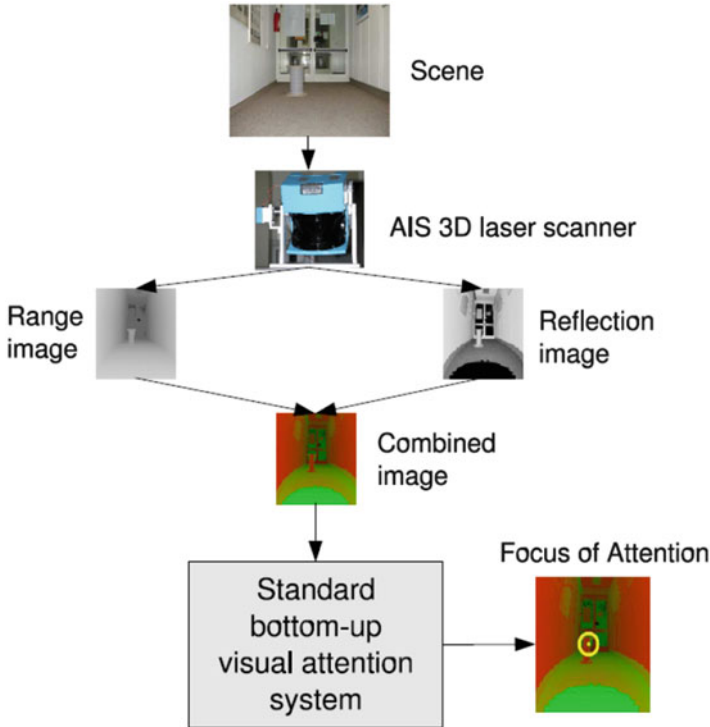 Scene
AIS 3D laser scanner
Range
image
Reflection
image
Combined
image
Focus of Attention
Standard
bottom-up
visual attention
system